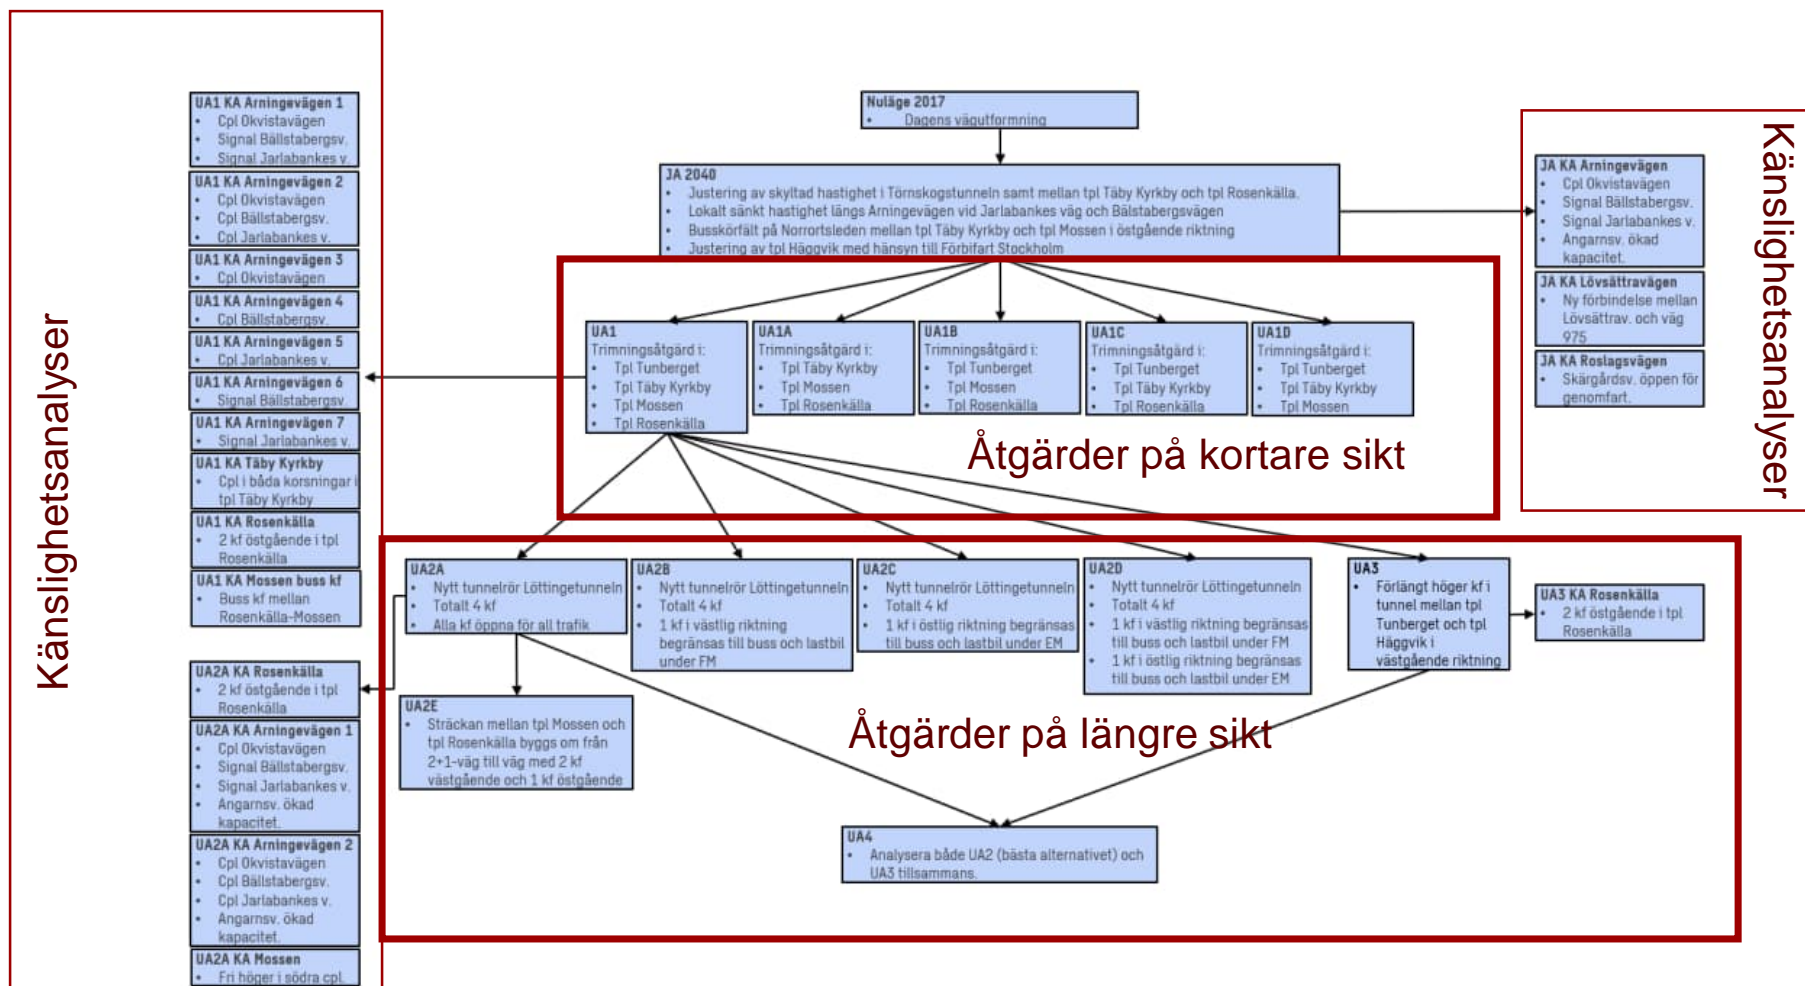 Känslighetsanalyser
UA1 KA Arningevägen 1
• Cpl Okvistavägen
• Signal Bällstabergsv.
• Signal Jarlabankes v.
UA1 KA Arningevägen 2
• Cpl Okvistavägen
• Cpl Bällstabergsv.
• Cpl Jarlabankes v.
UA1 KA Arningevägen 3
• Cpl Okvistavägen
UA1 KA Arningevägen 4
• Cpl Bällstabergsv.
UA1 KA Arningevägen 5
• Cpl Jarlabankes v.
UA1 KA Arningevägen 6
• Signal Bällstabergsv.
UA1 KA Arningevägen 7
• Signal Jarlabankes v.
UA1 KA Täby Kyrkby
• Cpl i båda korsningar i
tpl Täby Kyrkby
UA1 KA Rosenkälla
• 2 kf östgående i tpl
Rosenkälla
UA1 KA Mossen buss kf
• Buss kf mellan
Rosenkälla-Mossen
UA2A KA Rosenkälla
• 2 kf östgående i tpl
Rosenkälla
UA2A KA Arningevägen 1
• Cpl Okvistavägen
• Signal Bällstabergsv.
• Signal Jarlabankes v.
• Angarnsv. ökad
kapacitet.
UA2A KA Arningevägen 2
• Cpl Okvistavägen
• Cpl Bällstabergsv.
• Cpl Jarlabankes v.
• Angarnsv. ökad
kapacitet.
UA2A KA Mossen
• Fri höger i södra cpl.
Nuläge 2017
• Dagens vägutformning
JA 2040
• Justering av skyltad hastighet i Törnskogstunneln samt mellan tpl Täby Kyrkby och tpl Rosenkälla.
• Lokalt sänkt hastighet längs Arningevägen vid Jarlabankes väg och Bälstabergsvägen
• Busskörfält på Norrortsleden mellan tpl Täby Kyrkby och tpl Mossen i östgående riktning
• Justering av tpl Häggvik med hänsyn till Förbifart Stockholm
UA1
Trimningsåtgärd i:
• Tpl Tunberget
• Tpl Täby Kyrkby
• Tpl Mossen
• Tpl Rosenkälla
UA1A
Trimningsåtgärd i:
• Tpl Täby Kyrkby
• Tpl Mossen
• Tpl Rosenkälla
UA1B
Trimningsåtgärd i:
• Tpl Tunberget
• Tpl Mossen
• Tpl Rosenkälla
UA1C
Trimningsåtgärd i:
• Tpl Tunberget
• Tpl Täby Kyrkby
• Tpl Rosenkälla
UA1D
Trimningsåtgärd i:
• Tpl Tunberget
• Tpl Täby Kyrkby
• Tpl Mossen
Åtgärder på kortare sikt
UA2A
• Nytt tunnelrör Löttingetunneln
• Totalt 4 kf
• Alla kf öppna för all trafik
UA2B
• Nytt tunnelrör Löttingetunneln
• Totalt 4 kf
• 1 kf i västlig riktning
begränsas till buss och lastbil
under FM
UA2C
• Nytt tunnelrör Löttingetunneln
• Totalt 4 kf
• 1 kf i östlig riktning begränsas
till buss och lastbil under EM
UA2D
• Nytt tunnelrör Löttingetunneln
• Totalt 4 kf
• 1 kf i västlig riktning begränsas
till buss och lastbil under FM
• 1 kf i östlig riktning begränsas
till buss och lastbil under EM
UA3
• Förlängt höger kf i
tunnel mellan tpl
Tunberget och tpl
Häggvik i
västgående riktning
UA3 KA Rosenkälla
• 2 kf östgående i tpl
Rosenkälla
UA2E
• Sträckan mellan tpl Mossen och
tpl Rosenkälla byggs om från
2+1-väg till väg med 2 kf
västgående och 1 kf östgående
Åtgärder på längre sikt
UA4
• Analysera både UA2 (bästa alternativet) och
UA3 tillsammans.
JA KA Arningevägen
• Cpl Okvistavägen
• Signal Bällstabergsv.
• Signal Jarlabankes v.
• Angarnsv. ökad
kapacitet.
JA KA Lövsättravägen
• Ny förbindelse mellan
Lövsättrav. och väg
975
JA KA Roslagsvägen
• Skärgårdsv. öppen för
genomfart.
Känslighetsanalyser